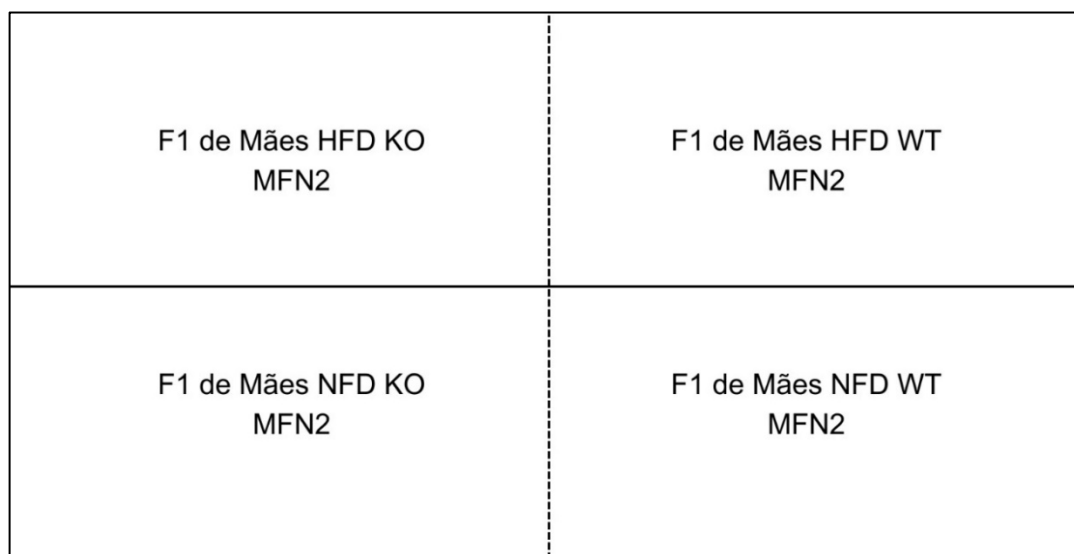 F1 de Mães HFD KO
MFN2
F1 de Mães HFD WT
MFN2
F1 de Mães NFD KO
MFN2
F1 de Mães NFD WT
MFN2